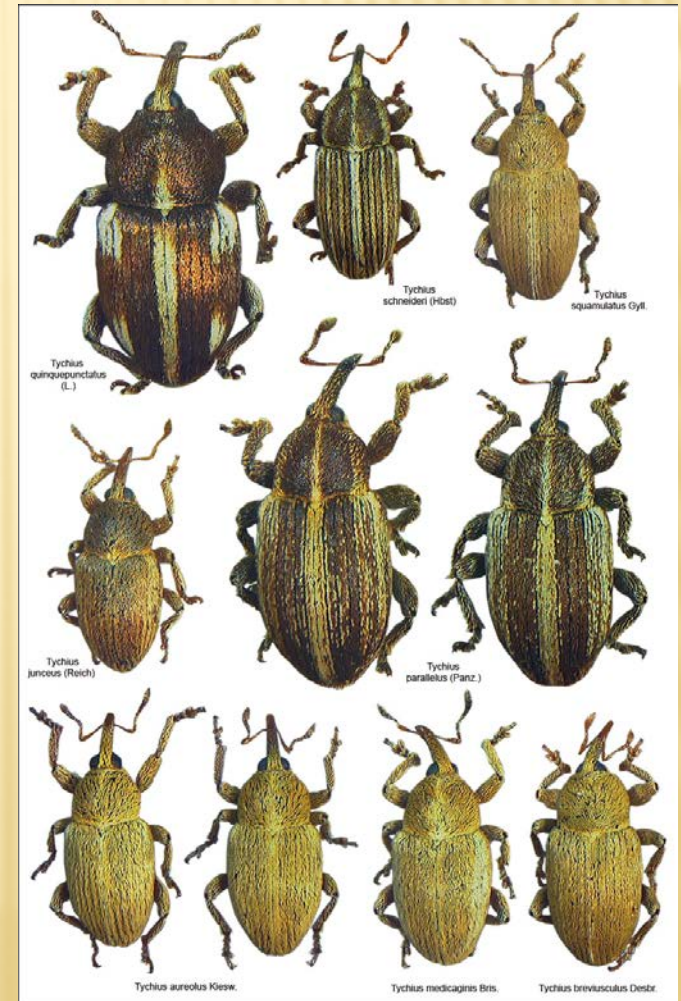 Tychius
schneideri (Hbst)
Tychius
squamulatus Gyll.
Tychius
quinquepunctatus
(L.)
Tychius
junceus (Reich)
Tychius
parallelus (Panz.)
Tychius aureolus Kiesw.
Tychius medicaginis Bris.
Tychius breviusculus Desbr.